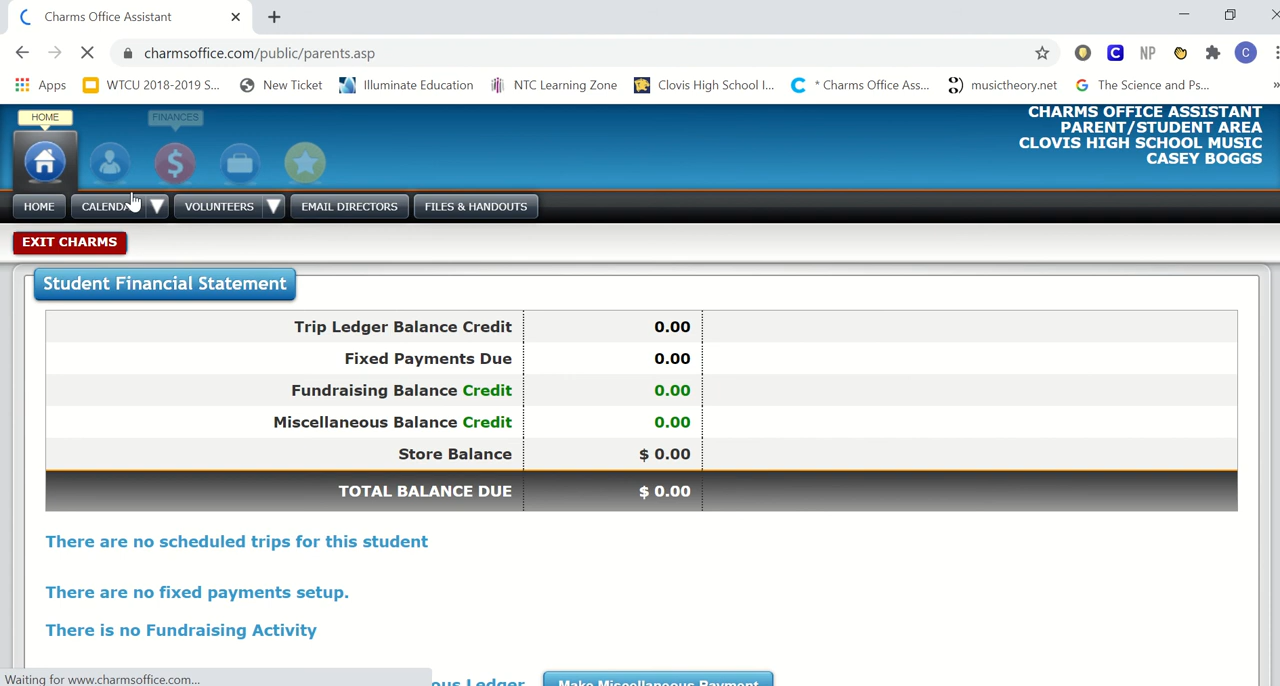 Charms Office Assistant
charmsoffice.com/public/parents.asp
NP
C
Apps
WTCU 2018-2019 S...
New Ticket
Illuminate Education
NTC Learning Zone
Clovis High School I...
* Charms Office Ass...
musictheory.net
The Science and Ps...
»
HOME
FINANCES
CHARMS OFFICE ASSISTANT
PARENT/STUDENT AREA
CLOVIS HIGH SCHOOL MUSIC
CASEY BOGGS
HOME
VOLUNTEERS
EMAIL DIRECTORS
FILES & HANDOUTS
EXIT CHARMS
Student Financial Statement
Trip Ledger Balance Credit 0.00
Fixed Payments Due 0.00
Fundraising Balance Credit 0.00
Miscellaneous Balance Credit 0.00
Store Balance $ 0.00
TOTAL BALANCE DUE $ 0.00
There are no scheduled trips for this student
There are no fixed payments setup.
There is no Fundraising Activity
Ledger Make Miscellaneous Payment
Waiting for www.charmsoffice.com...